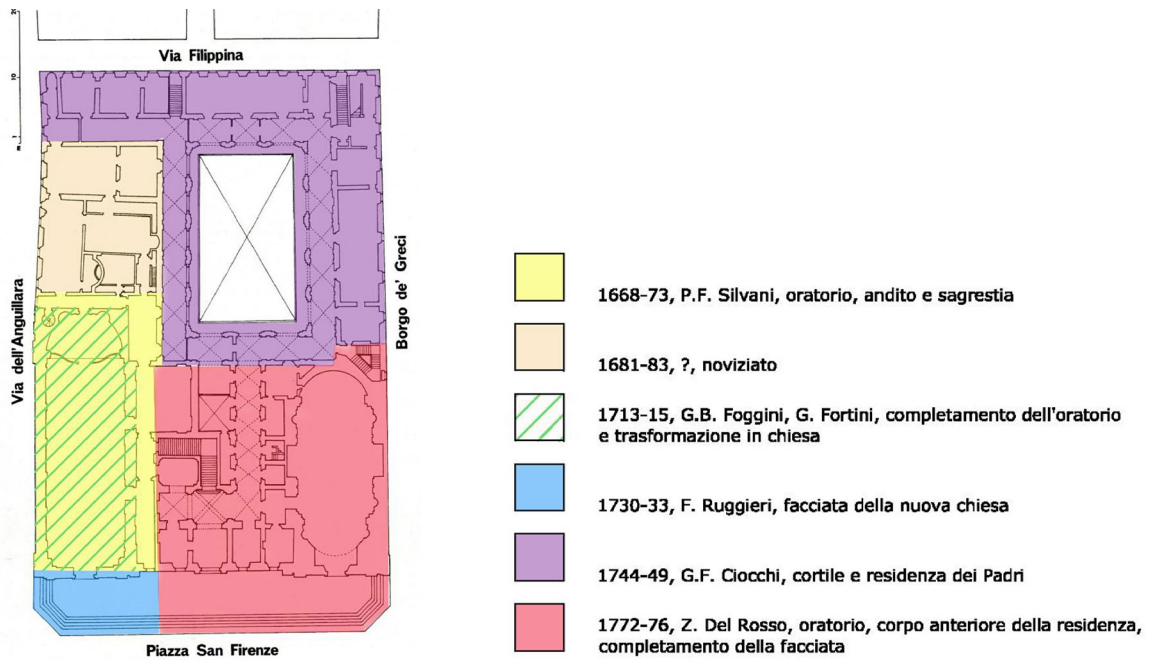 Via Filippina
Via dell'Anguillara
Borgo de' Greci
Piazza San Firenze
1668-73, P.F. Silvani, oratorio, andito e sagrestia
1681-83, ?, noviziato
1713-15, G.B. Foggini, G. Fortini, completamento dell'oratorio
e trasformazione in chiesa
1730-33, F. Ruggieri, facciata della nuova chiesa
1744-49, G.F. Ciocchi, cortile e residenza dei Padri
1772-76, Z. Del Rosso, oratorio, corpo anteriore della residenza,
completamento della facciata